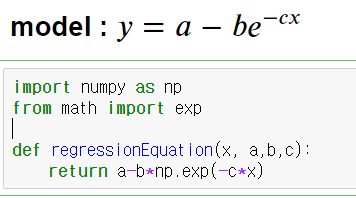 model : y = a − be^{−cx}
import numpy as np
from math import exp
def regressionEquation(x, a,b,c):
    return a-b*np.exp(-c*x)